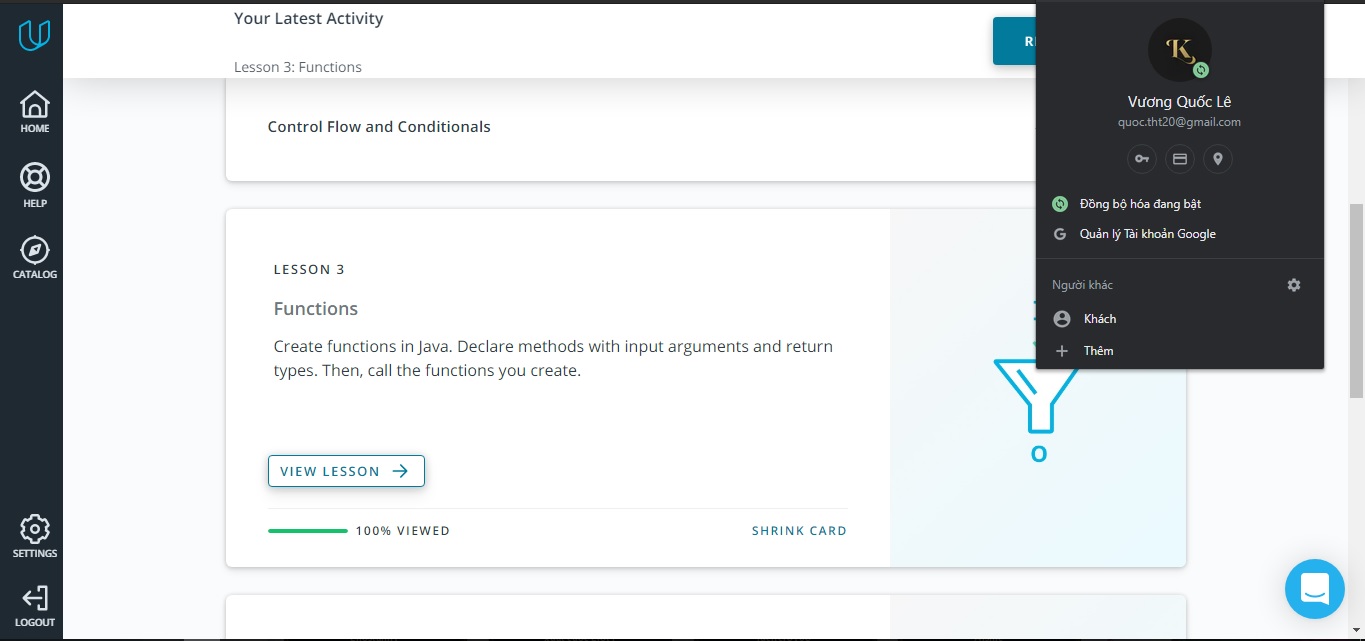 Your Latest Activity
Lesson 3: Functions
HOME
HELP
CATALOG
SETTINGS
LOGOUT
Control Flow and Conditionals
LESSON 3
Functions
Create functions in Java. Declare methods with input arguments and return
types. Then, call the functions you create.
VIEW LESSON
100% VIEWED
SHRINK CARD
O
K
Vương Quốc Lê
quoc.tht20@gmail.com
Đồng bộ hóa đang bật
G
Quản lý Tài khoản Google
Người khác
Khách
Thêm